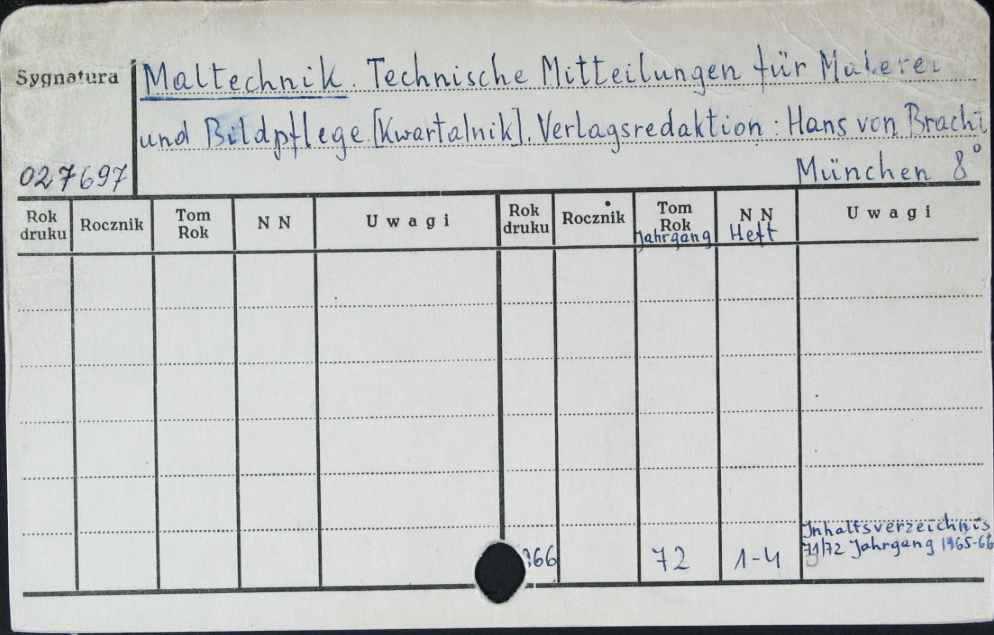 Sygnatura Maltechnik. Technische Mitteilungen für Malerei
und Bildpflege [Kwartalnik]. Verlagsredaktion: Hans von Brachi
027697 München 8°
Rok druku Rocznik Tom Rok N N Uwagi Rok druku Rocznik Tom Rok Jahrgang N N Heft Uwagi
Inhaltsverzeichnis
966 72 1-4 71/72 Jahrgang 1965-66